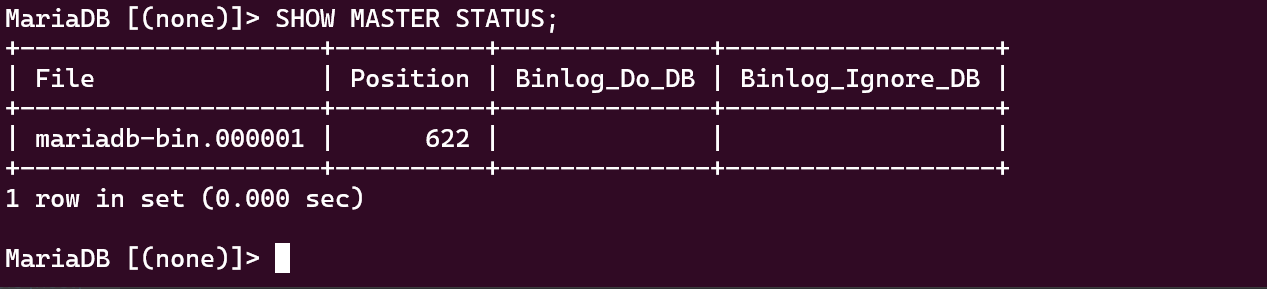 MariaDB [(none)]> SHOW MASTER STATUS;
+--------------------+----------+--------------+------------------+
| File               | Position | Binlog_Do_DB | Binlog_Ignore_DB |
+--------------------+----------+--------------+------------------+
| mariadb-bin.000001 |      622 |              |                  |
+--------------------+----------+--------------+------------------+
1 row in set (0.000 sec)
MariaDB [(none)]>